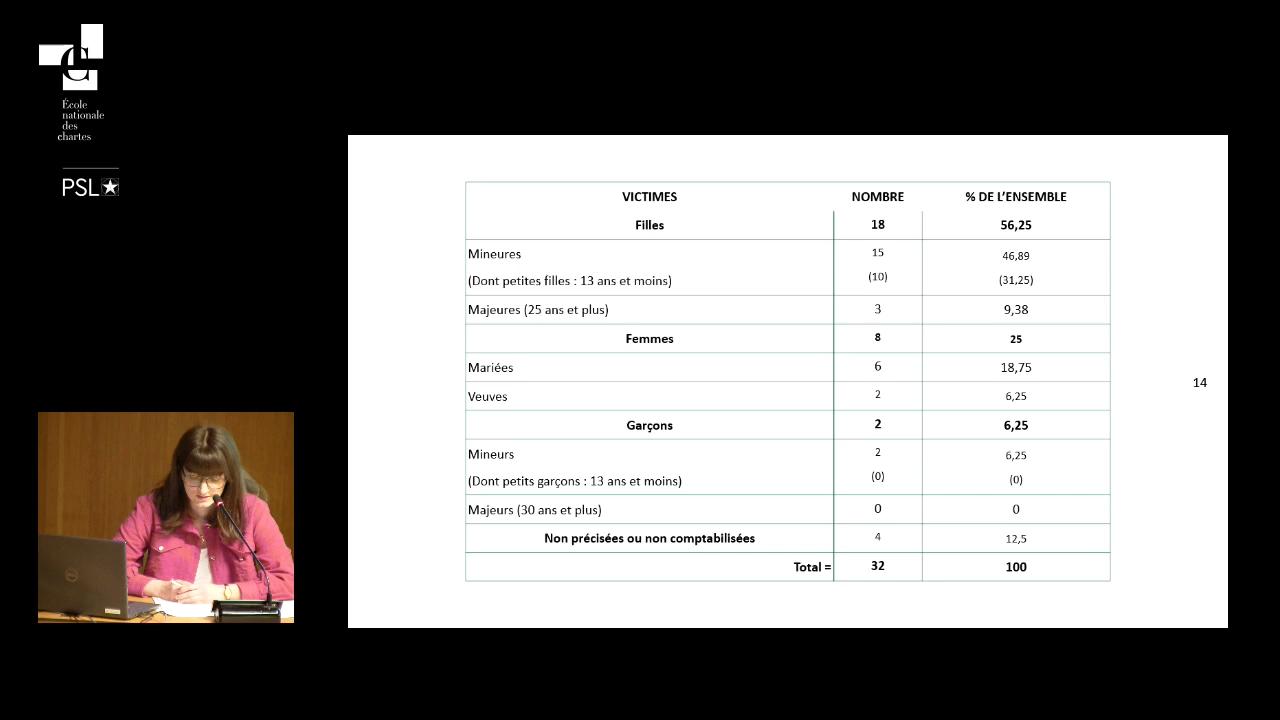 École
nationale
des
chartes
PSL
VICTIMES NOMBRE % DE L'ENSEMBLE
Filles 18 56,25
Mineures 15 46,89
(Dont petites filles : 13 ans et moins) (10) (31,25)
Majeures (25 ans et plus) 3 9,38
Femmes 8 25
Mariées 6 18,75
Veuves 2 6,25
Garçons 2 6,25
Mineurs 2 6,25
(Dont petits garçons : 13 ans et moins) (0) (0)
Majeurs (30 ans et plus) 0 0
Non précisées ou non comptabilisées 4 12,5
Total = 32 100
14